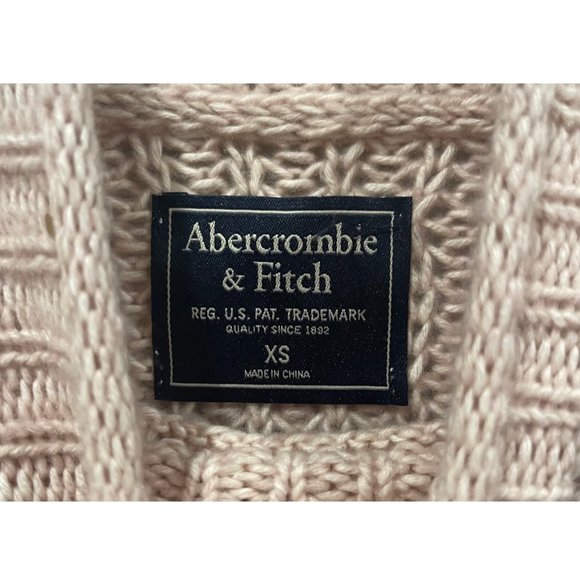 Abercrombie
& Fitch
REG. U.S. PAT. TRADEMARK
QUALITY SINCE 1892
XS
MADE IN CHINA